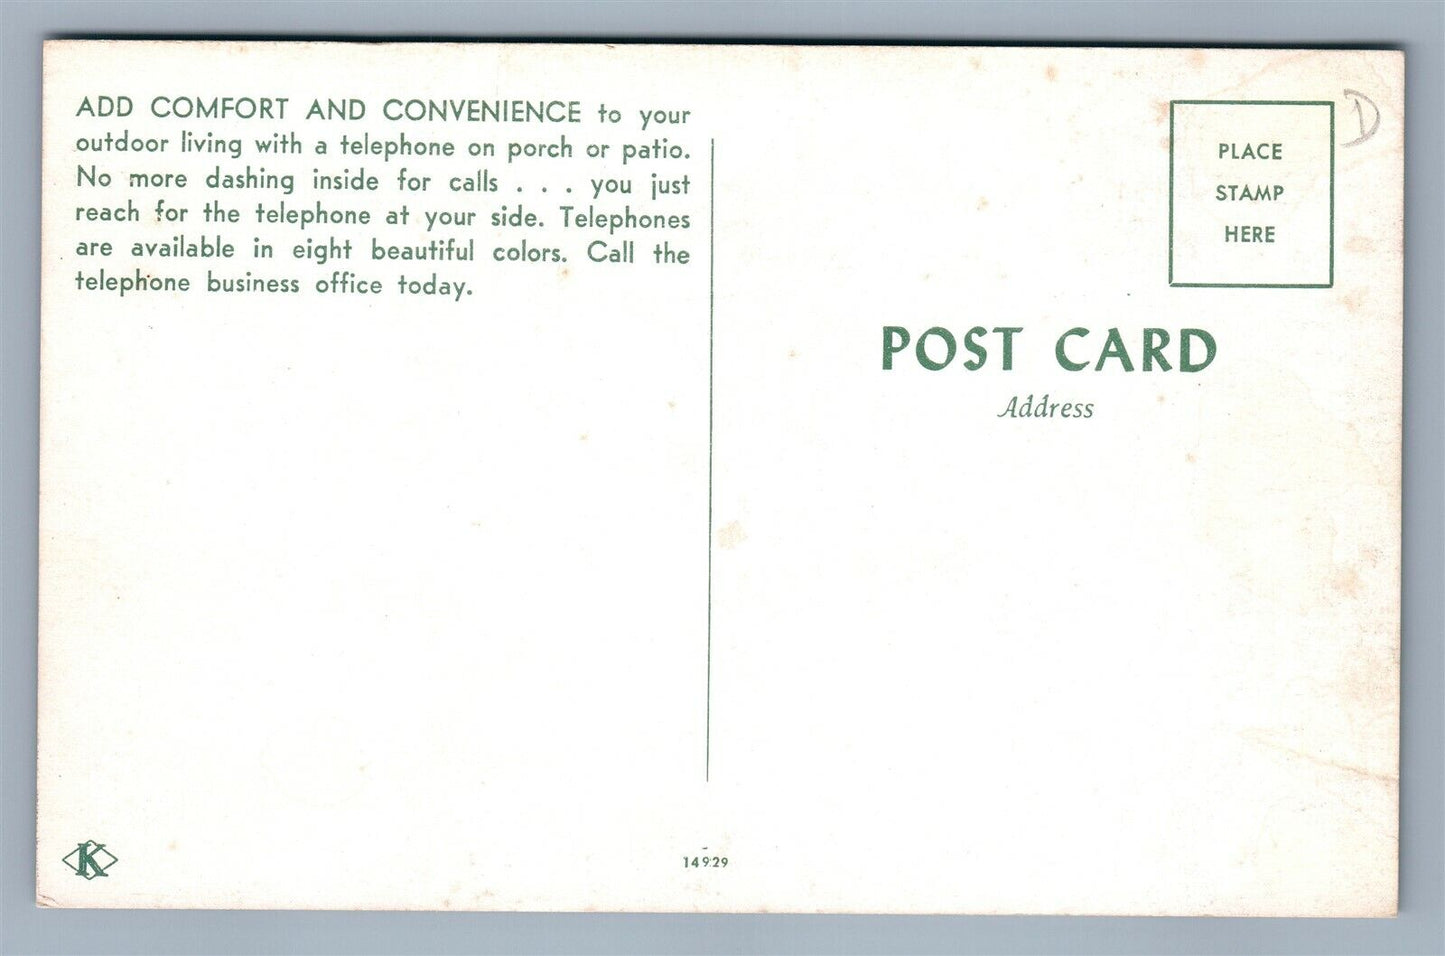 ADD COMFORT AND CONVENIENCE to your
outdoor living with a telephone on porch or patio.
No more dashing inside for calls . . . you just
reach for the telephone at your side. Telephones
are available in eight beautiful colors. Call the
telephone business office today.
D
PLACE
STAMP
HERE
POST CARD
Address
K
14929